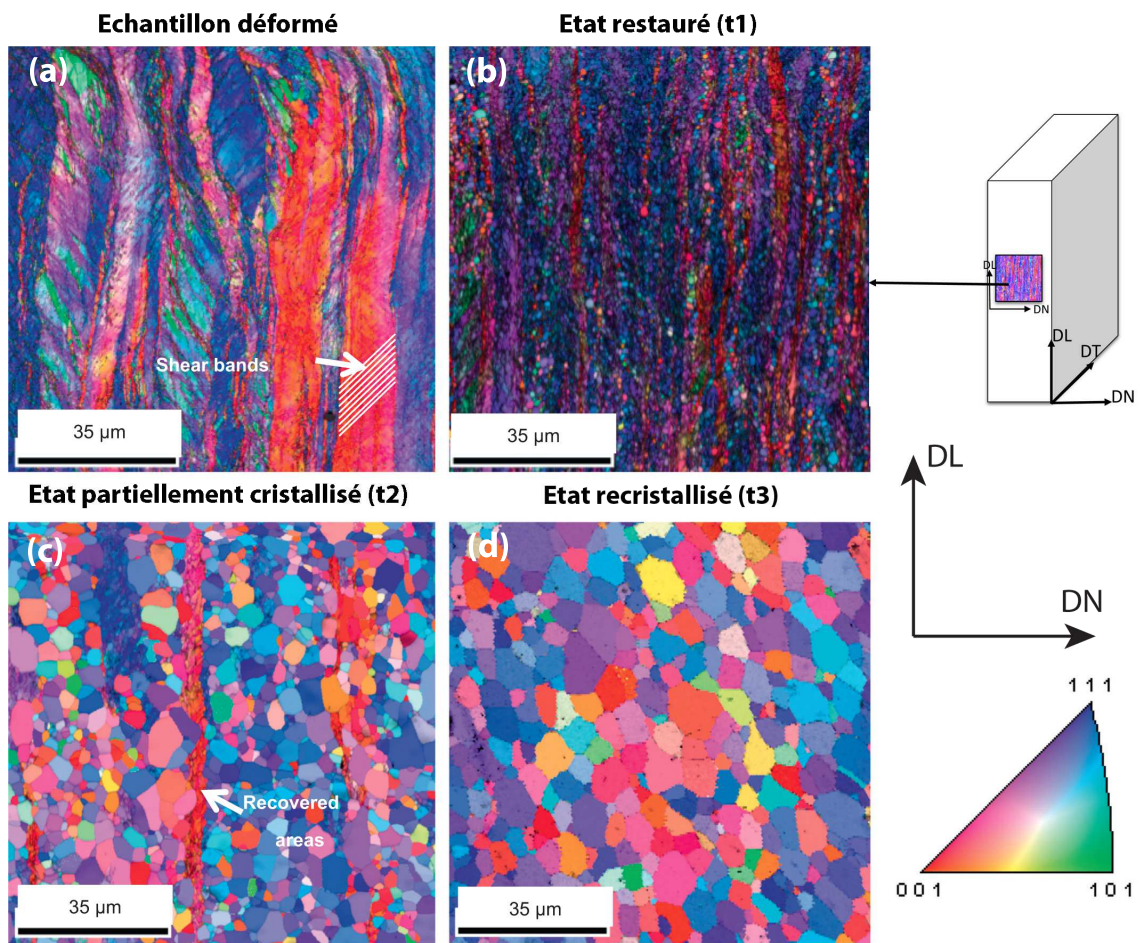 Echantillon déformé
Etat restauré (t1)
(a)
(b)
Shear bands
35 µm
35 µm
DL
DN
DL
DT
DN
Etat partiellement cristallisé (t2)
Etat recristallisé (t3)
(c)
(d)
Recovered
areas
35 µm
35 µm
DL
DN
1 1 1
0 0 1
1 0 1